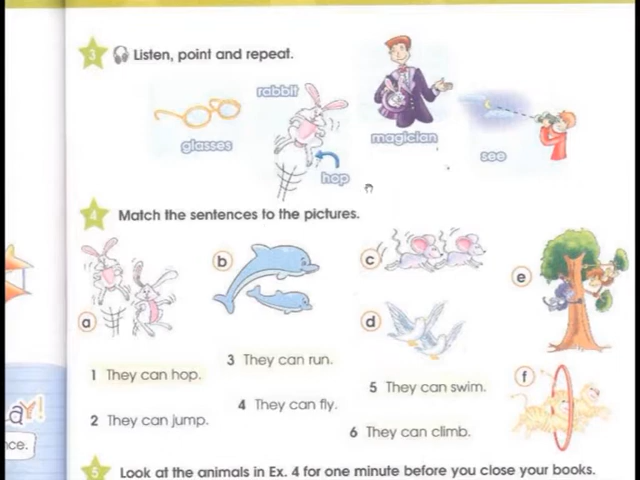 3 Listen, point and repeat.
rabbit
glasses
magician
see
hop
4 Match the sentences to the pictures.
a
b
c
d
e
f
1 They can hop.
3 They can run.
5 They can swim.
2 They can jump.
4 They can fly.
6 They can climb.
AY!
nce.
5 Look at the animals in Ex. 4 for one minute before you close your books.